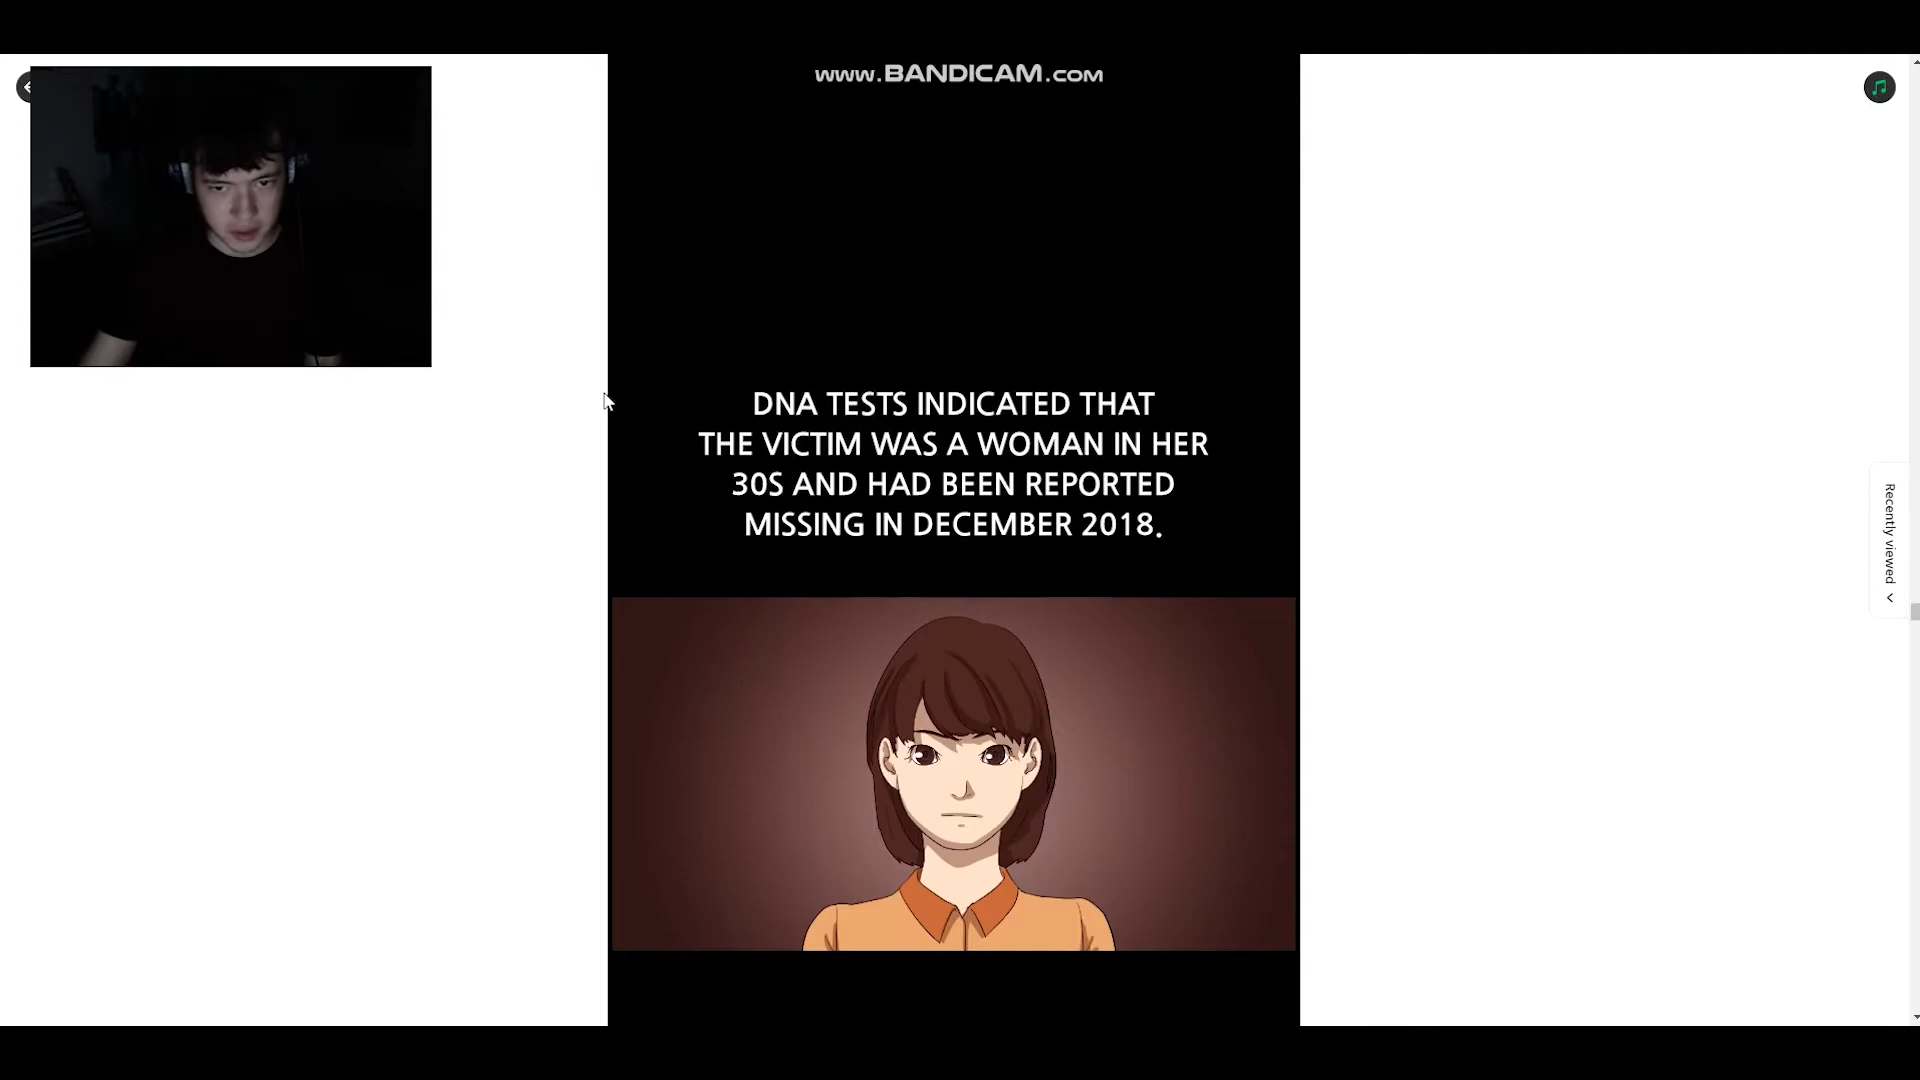 www.BANDICAM.com
DNA TESTS INDICATED THAT
THE VICTIM WAS A WOMAN IN HER
30S AND HAD BEEN REPORTED
MISSING IN DECEMBER 2018.
Recently viewed